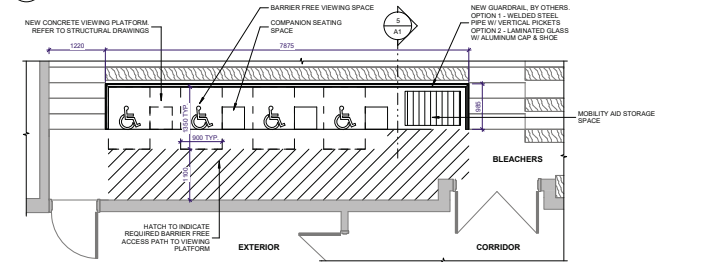 NEW CONCRETE VIEWING PLATFORM.
REFER TO STRUCTURAL DRAWINGS
BARRIER FREE VIEWING SPACE
COMPANION SEATING
SPACE
5
A1
NEW GUARDRAIL, BY OTHERS.
OPTION 1 - WELDED STEEL
PIPE W/ VERTICAL PICKETS
OPTION 2 - LAMINATED GLASS
W/ ALUMINUM CAP & SHOE
1220
7875
1350 TYP.
985
MOBILITY AID STORAGE
SPACE
900 TYP.
1100
BLEACHERS
HATCH TO INDICATE
REQUIRED BARRIER FREE
ACCESS PATH TO VIEWING
PLATFORM
EXTERIOR
CORRIDOR